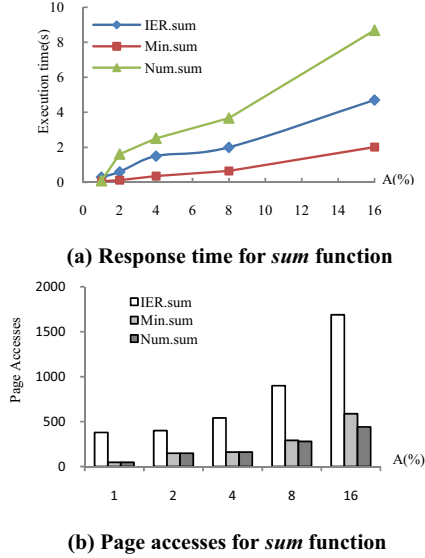 10
8
6
4
2
0
Execution time(s)
IER.sum
Min.sum
Num.sum
0 2 4 6 8 10 12 14 16
A(%)
(a) Response time for sum function
2000
1500
1000
500
0
Page Accesses
IER.sum
Min.sum
Num.sum
1 2 4 8 16
A(%)
(b) Page accesses for sum function